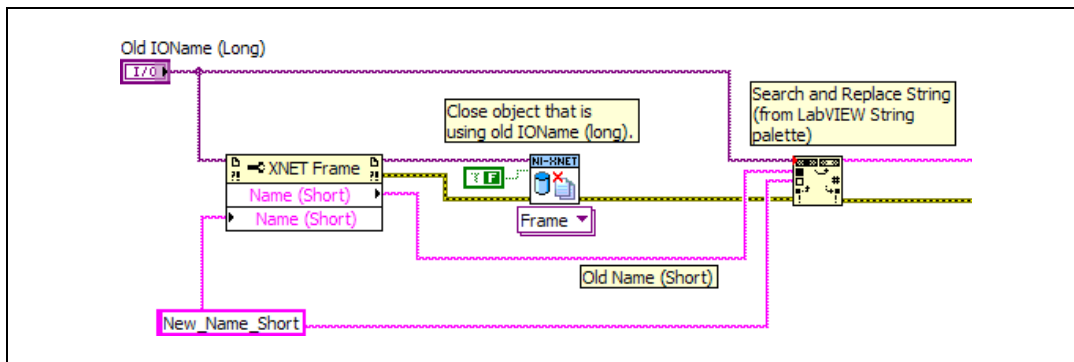 Old IOName (Long)
I/O
Close object that is
using old IOName (long).
Search and Replace String
(from LabVIEW String
palette)
XNET Frame
Name (Short)
Name (Short)
NI-XNET
F
Frame
Old Name (Short)
New_Name_Short